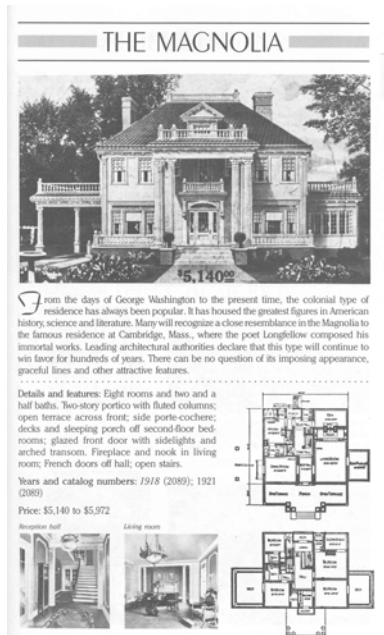 THE MAGNOLIA
$5,140.00
From the days of George Washington to the present time, the colonial type of
residence has always been popular. It has housed the greatest figures in American
history, science and literature. Many will recognize a close resemblance in the Magnolia to
the famous residence at Cambridge, Mass., where the poet Longfellow composed his
immortal works. Leading architectural authorities declare that this type will continue to
win favor for hundreds of years. There can be no question of its imposing appearance,
graceful lines and other attractive features.
Details and features: Eight rooms and two and a
half baths. Two-story portico with fluted columns;
open terrace across front; side porte-cochere;
decks and sleeping porch off second-floor bed-
rooms; glazed front door with sidelights and
arched transom. Fireplace and nook in living
room; French doors off hall; open stairs.
Years and catalog numbers: 1918 (2089); 1921
(2089)
Price: $5,140 to $5,972
Reception hall
Living room